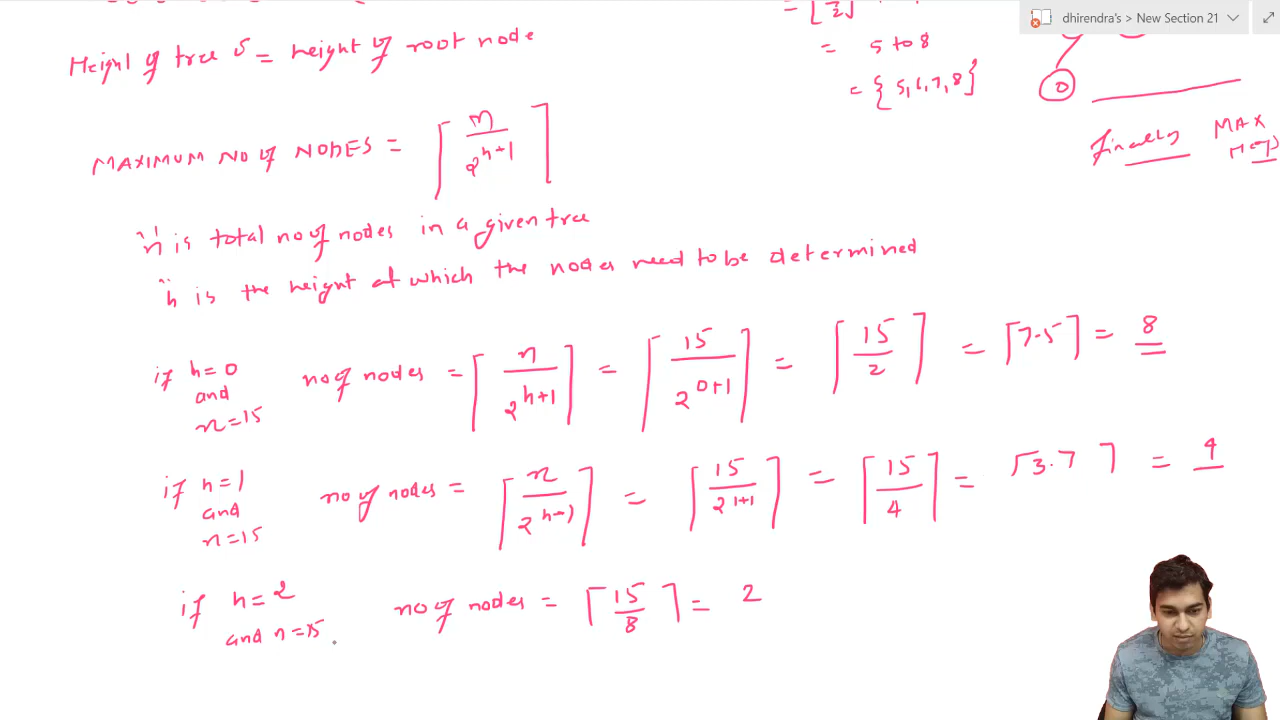 dhirendra's > New Section 21
= ⌊ /2⌋
= 5 to 8
= {5,6,7,8}
0
Finally MAX
Heap
Height of tree = height of root node
MAXIMUM NO of NODES = ⌈n/2^(h+1)⌉
"n" is total no of nodes in a given tree
"h is the height at which the nodes need to be determined
if h=0 and n=15 no of nodes = ⌈n/2^(h+1)⌉ = ⌈15/2^(0+1)⌉ = ⌈15/2⌉ = ⌈7.5⌉ = 8
if h=1 and n=15 no of nodes = ⌈n/2^(h+1)⌉ = ⌈15/2^(1+1)⌉ = ⌈15/4⌉ = ⌈3.7⌉ = 4
if h=2 and n=15 no of nodes = ⌈15/8⌉ = 2